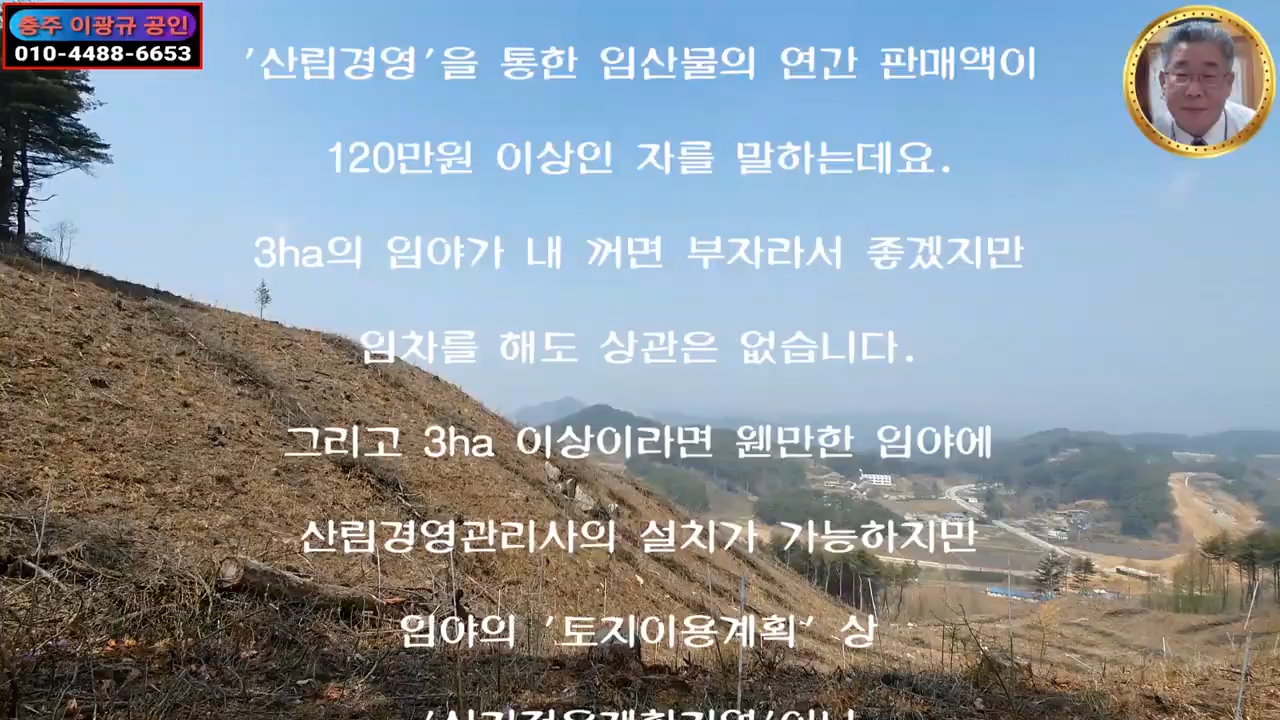 충주 이광규 공인
010-4488-6653
'산림경영'을 통한 임산물의 연간 판매액이
120만원 이상인 자를 말하는데요.
3ha의 임야가 내 꺼면 부자라서 좋겠지만
임차를 해도 상관은 없습니다.
그리고 3ha 이상이라면 웬만한 임야에
산림경영관리사의 설치가 가능하지만
임야의 '토지이용계획' 상